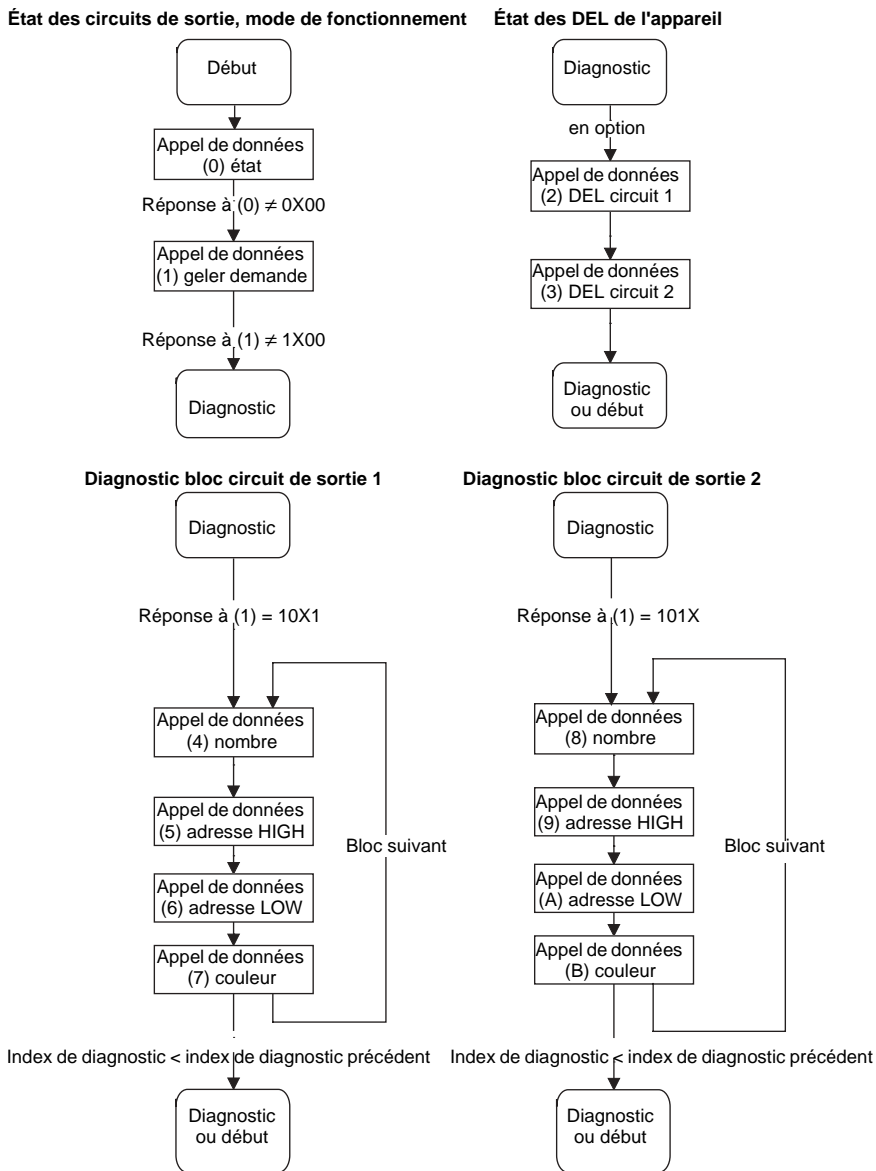 État des circuits de sortie, mode de fonctionnement
Début
Appel de données
(0) état
Réponse à (0) ≠ 0X00
Appel de données
(1) geler demande
Réponse à (1) ≠ 1X00
Diagnostic
État des DEL de l'appareil
Diagnostic
en option
Appel de données
(2) DEL circuit 1
Appel de données
(3) DEL circuit 2
Diagnostic
ou début
Diagnostic bloc circuit de sortie 1
Diagnostic
Réponse à (1) = 10X1
Appel de données
(4) nombre
Appel de données
(5) adresse HIGH
Bloc suivant
Appel de données
(6) adresse LOW
Appel de données
(7) couleur
Index de diagnostic < index de diagnostic précédent
Diagnostic
ou début
Diagnostic bloc circuit de sortie 2
Diagnostic
Réponse à (1) = 101X
Appel de données
(8) nombre
Appel de données
(9) adresse HIGH
Bloc suivant
Appel de données
(A) adresse LOW
Appel de données
(B) couleur
Index de diagnostic < index de diagnostic précédent
Diagnostic
ou début